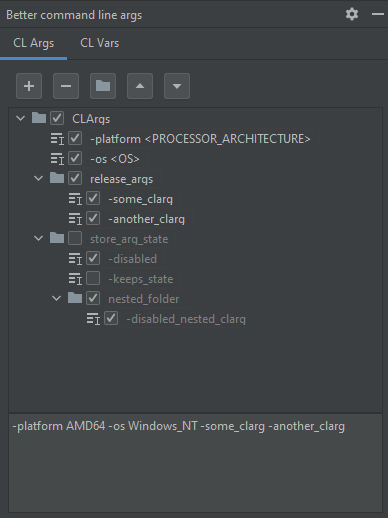 Better command line args
CL Args CL Vars
CLArgs
-platform <PROCESSOR_ARCHITECTURE>
-os <OS>
release_args
-some_clarg
-another_clarg
store_arg_state
-disabled
-keeps_state
nested_folder
-disabled_nested_clarg
-platform AMD64 -os Windows_NT -some_clarg -another_clarg